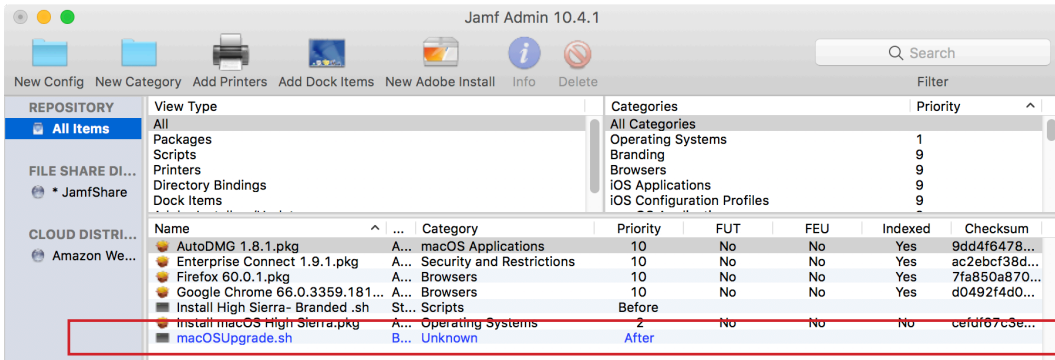 Jamf Admin 10.4.1
New Config New Category Add Printers Add Dock Items New Adobe Install Info Delete
Search
Filter
REPOSITORY
All Items
FILE SHARE DI...
* JamfShare
CLOUD DISTRI...
Amazon We...
View Type
All
Packages
Scripts
Printers
Directory Bindings
Dock Items
Categories Priority
All Categories
Operating Systems 1
Branding 9
Browsers 9
iOS Applications 9
iOS Configuration Profiles 9
Name ... Category Priority FUT FEU Indexed Checksum
AutoDMG 1.8.1.pkg A... macOS Applications 10 No No Yes 9dd4f6478...
Enterprise Connect 1.9.1.pkg A... Security and Restrictions 10 No No Yes ac2ebcf38d...
Firefox 60.0.1.pkg A... Browsers 10 No No Yes 7fa850a870...
Google Chrome 66.0.3359.181... A... Browsers 10 No No Yes d0492f4d0...
Install High Sierra- Branded .sh St... Scripts Before
Install macOS High Sierra.pkg A... Operating Systems 2 No No No cefdf67c3e...
macOSUpgrade.sh B... Unknown After